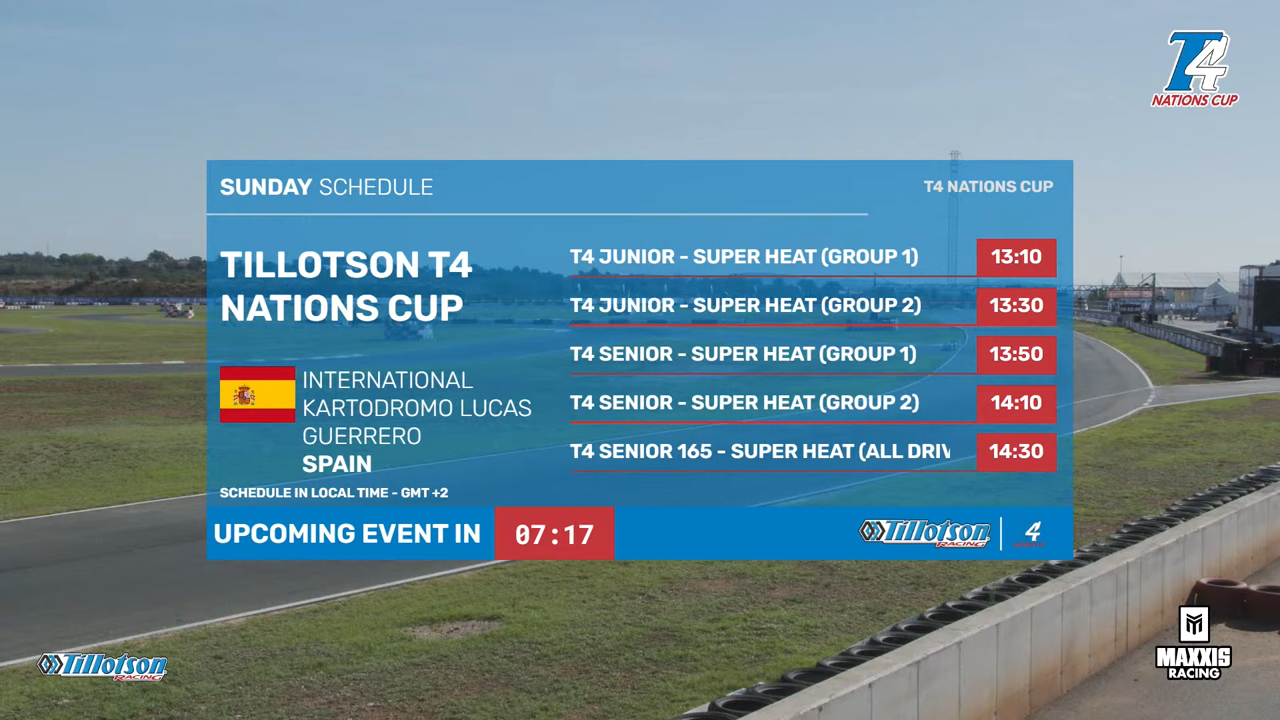 T4
NATIONS CUP
SUNDAY SCHEDULE
T4 NATIONS CUP
TILLOTSON T4
NATIONS CUP
INTERNATIONAL
KARTODROMO LUCAS
GUERRERO
SPAIN
SCHEDULE IN LOCAL TIME - GMT +2
T4 JUNIOR - SUPER HEAT (GROUP 1) 13:10
T4 JUNIOR - SUPER HEAT (GROUP 2) 13:30
T4 SENIOR - SUPER HEAT (GROUP 1) 13:50
T4 SENIOR - SUPER HEAT (GROUP 2) 14:10
T4 SENIOR 165 - SUPER HEAT (ALL DRIV 14:30
UPCOMING EVENT IN 07:17
Tillotson
RACING
4
Tillotson
RACING
MAXXIS
RACING